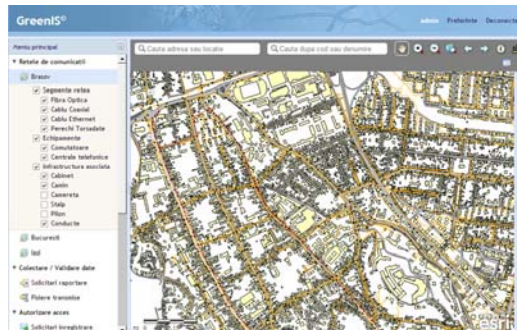 GreenIS©
admin Preferinte Deconecta
Meniu principal
Cauta adresa sau locatie
Cauta dupa cod sau denumire
Retele de comunicatii
Brasov
Segmente retea
Fibra Optica
Cablu Coaxial
Cablu Ethernet
Perechi Torsadate
Echipamente
Comutatoare
Centrale telefonice
Infrastructura asociata
Cabinet
Camin
Camereta
Stalp
Pilon
Conducte
Bucuresti
Iasi
Colectare / Validare date
Solicitari raportare
Fisiere transmise
Autorizare acces
Solicitari inregistrare
esri